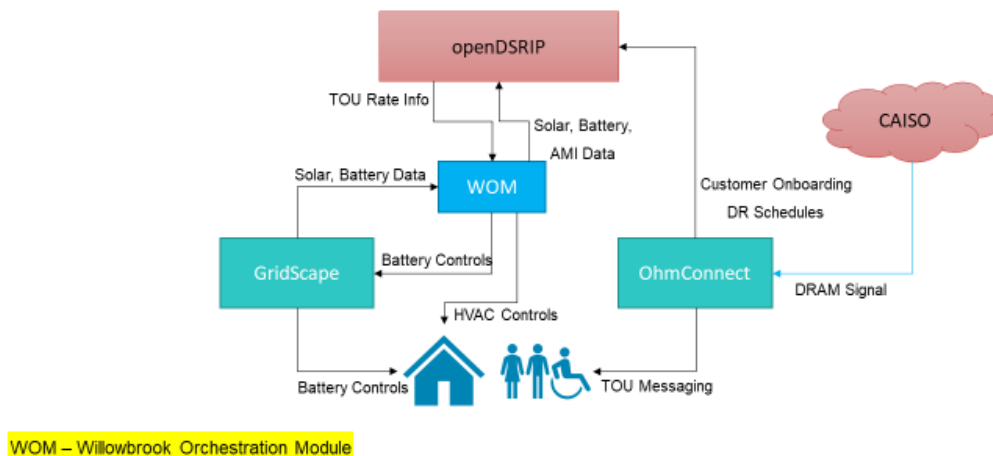 openDSRIP
TOU Rate Info
Solar, Battery,
AMI Data
CAISO
Solar, Battery Data
WOM
Customer Onboarding
DR Schedules
GridScape
Battery Controls
OhmConnect
DRAM Signal
HVAC Controls
Battery Controls
TOU Messaging
WOM – Willowbrook Orchestration Module